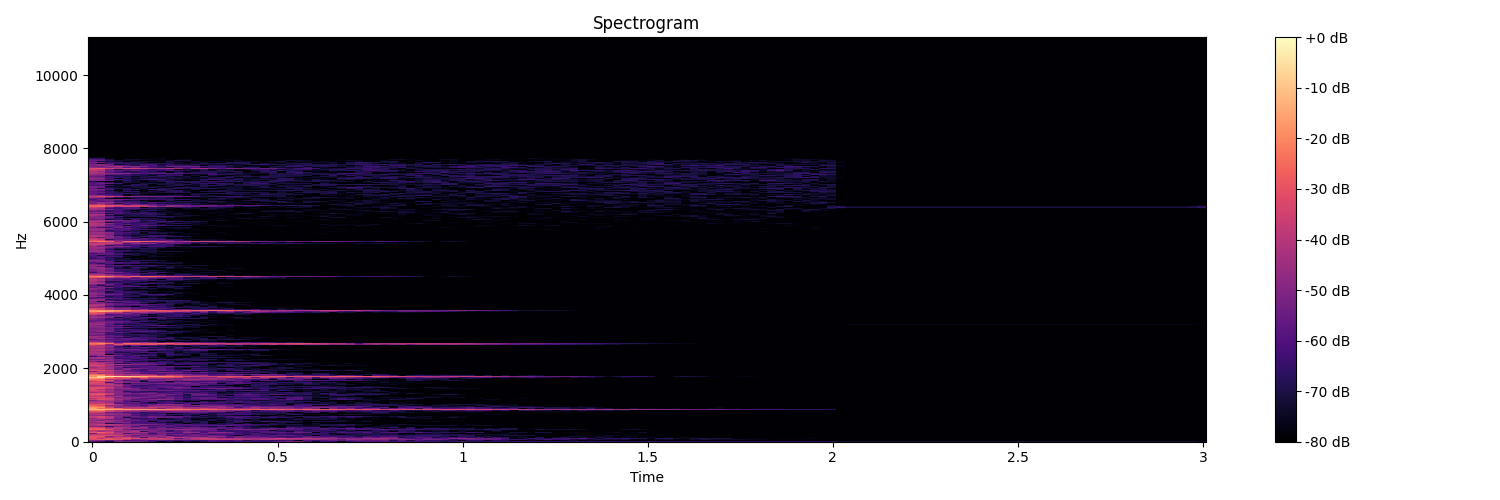 Spectrogram
10000
8000
6000
4000
2000
0
Hz
0 0.5 1 1.5 2 2.5 3
Time
+0 dB
-10 dB
-20 dB
-30 dB
-40 dB
-50 dB
-60 dB
-70 dB
-80 dB